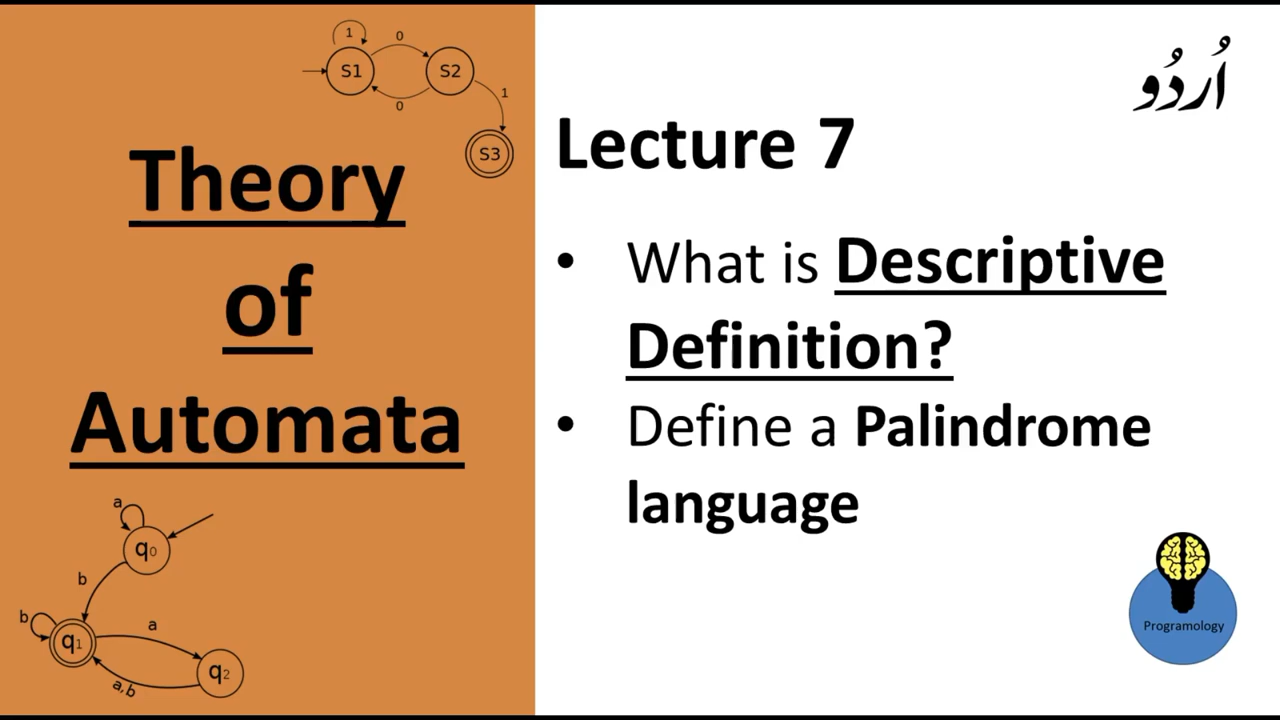 1
0
S1
S2
0
1
S3
Theory
of
Automata
a
q0
b
b
q1
a
q2
a,b
اُردُو
Lecture 7
• What is Descriptive
Definition?
• Define a Palindrome
language
Programology